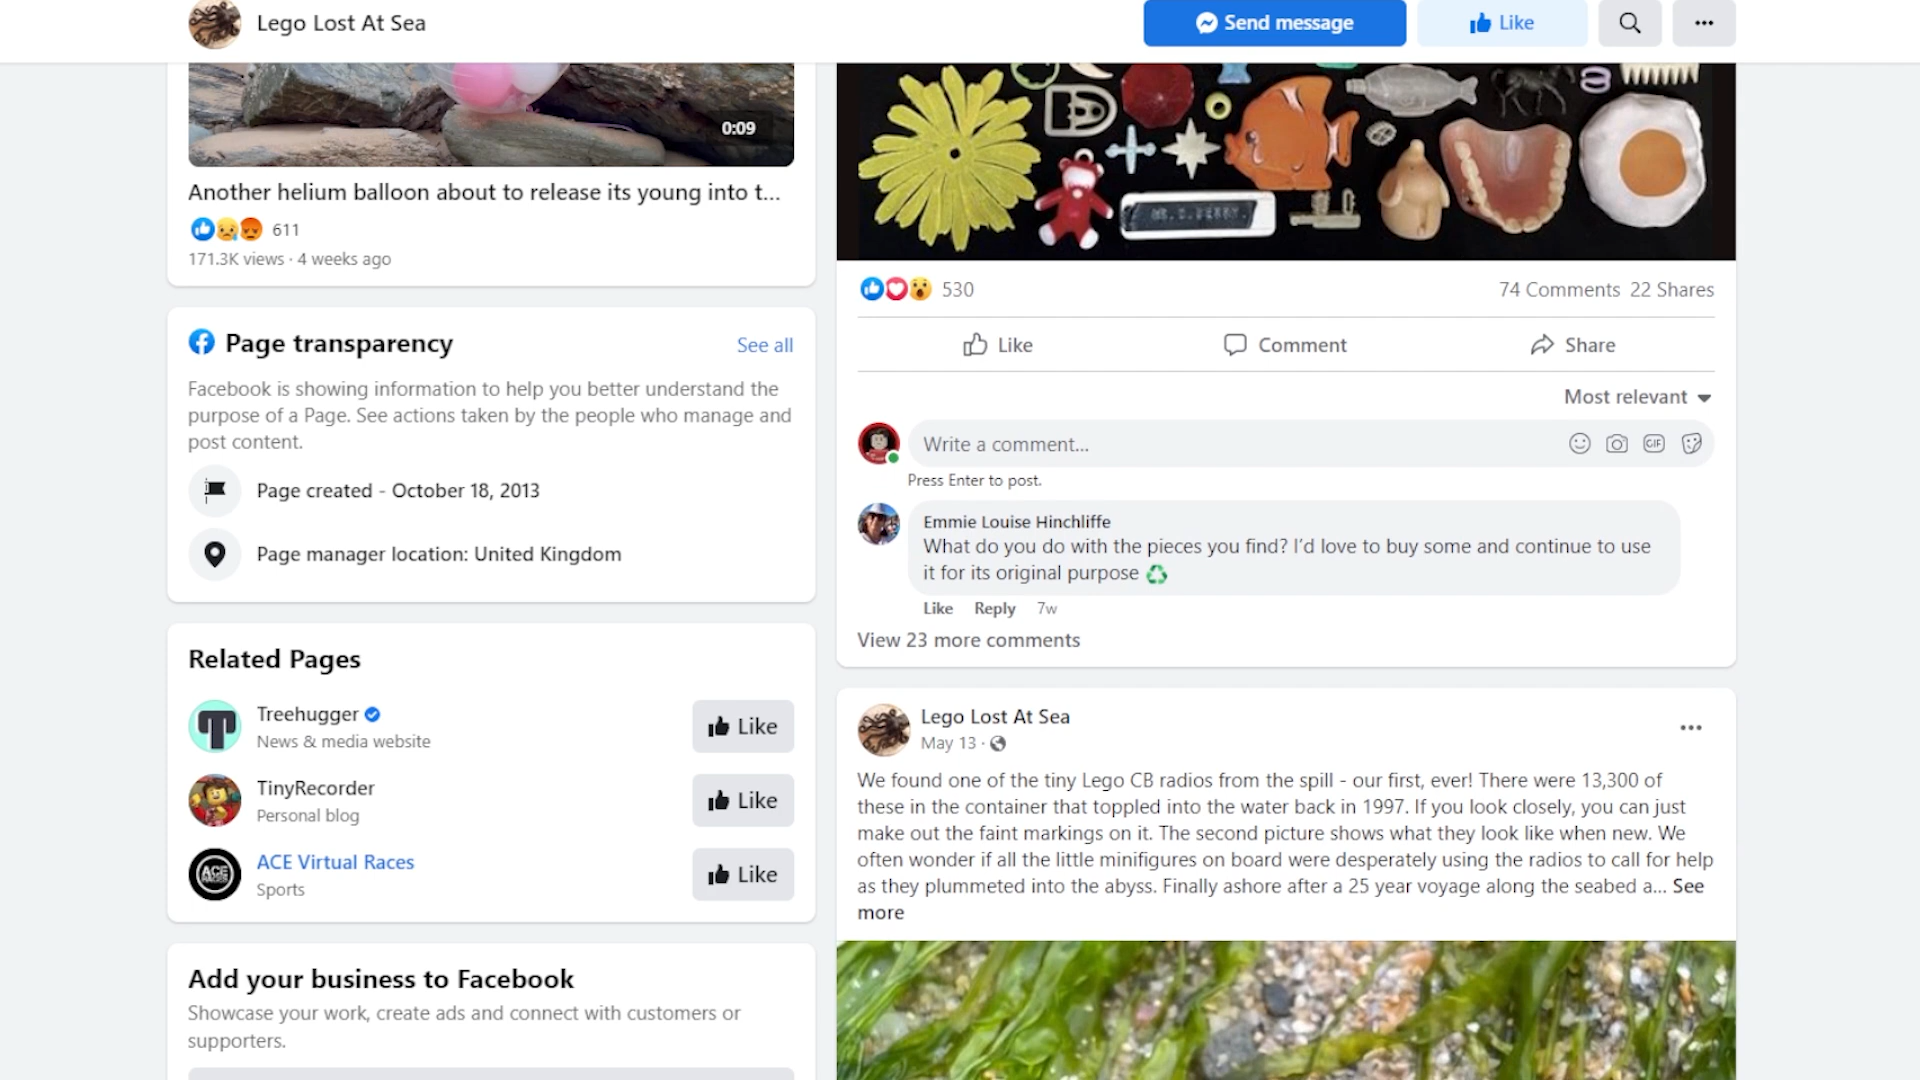 Lego Lost At Sea
Send message
Like
0:09
Another helium balloon about to release its young into t...
611
171.3K views · 4 weeks ago
Page transparency
See all
Facebook is showing information to help you better understand the
purpose of a Page. See actions taken by the people who manage and
post content.
Page created - October 18, 2013
Page manager location: United Kingdom
Related Pages
Treehugger
News & media website
Like
TinyRecorder
Personal blog
Like
ACE
ACE Virtual Races
Sports
Like
Add your business to Facebook
Showcase your work, create ads and connect with customers or
supporters.
530
74 Comments 22 Shares
Like
Comment
Share
Most relevant
Write a comment...
GIF
Press Enter to post.
Emmie Louise Hinchliffe
What do you do with the pieces you find? I'd love to buy some and continue to use
it for its original purpose
Like Reply 7w
View 23 more comments
Lego Lost At Sea
May 13 ·
We found one of the tiny Lego CB radios from the spill - our first, ever! There were 13,300 of
these in the container that toppled into the water back in 1997. If you look closely, you can just
make out the faint markings on it. The second picture shows what they look like when new. We
often wonder if all the little minifigures on board were desperately using the radios to call for help
as they plummeted into the abyss. Finally ashore after a 25 year voyage along the seabed a... See
more